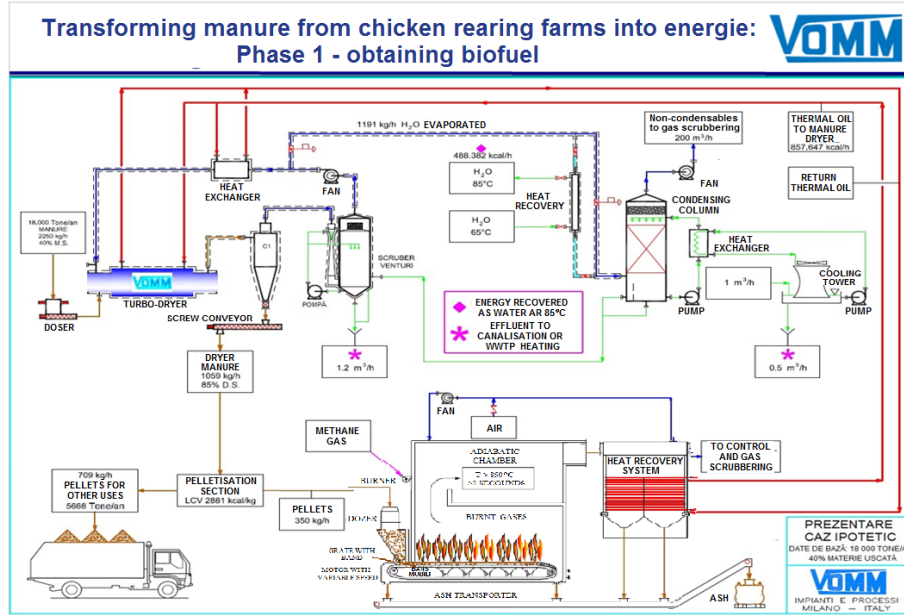 Transforming manure from chicken rearing farms into energie:
Phase 1 - obtaining biofuel
VOMM
1191 kg/h H₂O EVAPORATED
Non-condensables
to gas scrubbering
200 m³/h
THERMAL OIL
TO MANURE
DRYER
857,647 kcal/h
488.382 kcal/h
H₂O
85°C
HEAT
EXCHANGER
FAN
HEAT
RECOVERY
FAN
RETURN
THERMAL OIL
CONDENSING
COLUMN
H₂O
65°C
16,000 Tone/an
MANURE
2250 kg/h
40% M.S.
C1
SCRUBER
VENTURI
HEAT
EXCHANGER
1 m³/h
COOLING
TOWER
VOMM
TURBO-DRYER
POMPĂ
PUMP
PUMP
DOSER
SCREW CONVEYOR
ENERGY RECOVERED
AS WATER AR 85°C
EFFLUENT TO
CANALISATION OR
WWTP HEATING
DRYER
MANURE
1059 kg/h
85% D.S.
1.2 m³/h
0.5 m³/h
FAN
AIR
METHANE
GAS
ADIABATIC
CHAMBER
T > 850°C
>2 SECOUNDS
HEAT RECOVERY
SYSTEM
TO CONTROL
AND GAS
SCRUBBERING
709 kg/h
PELLETS FOR
OTHER USES
5668 Tone/an
PELLETISATION
SECTION
LCV 2881 kcal/kg
BURNER
PELLETS
350 kg/h
DOZER
BURNT GASES
GRATE WITH
BAND
MOTOR WITH
VARIABLE SPEED
ASH TRANSPORTER
ASH
PREZENTARE
CAZ IPOTETIC
DATE DE BAZĂ: 18 000 TONE/
40% MATERIE USCATĂ
VOMM
IMPIANTI E PROCESSI
MILANO – ITALY